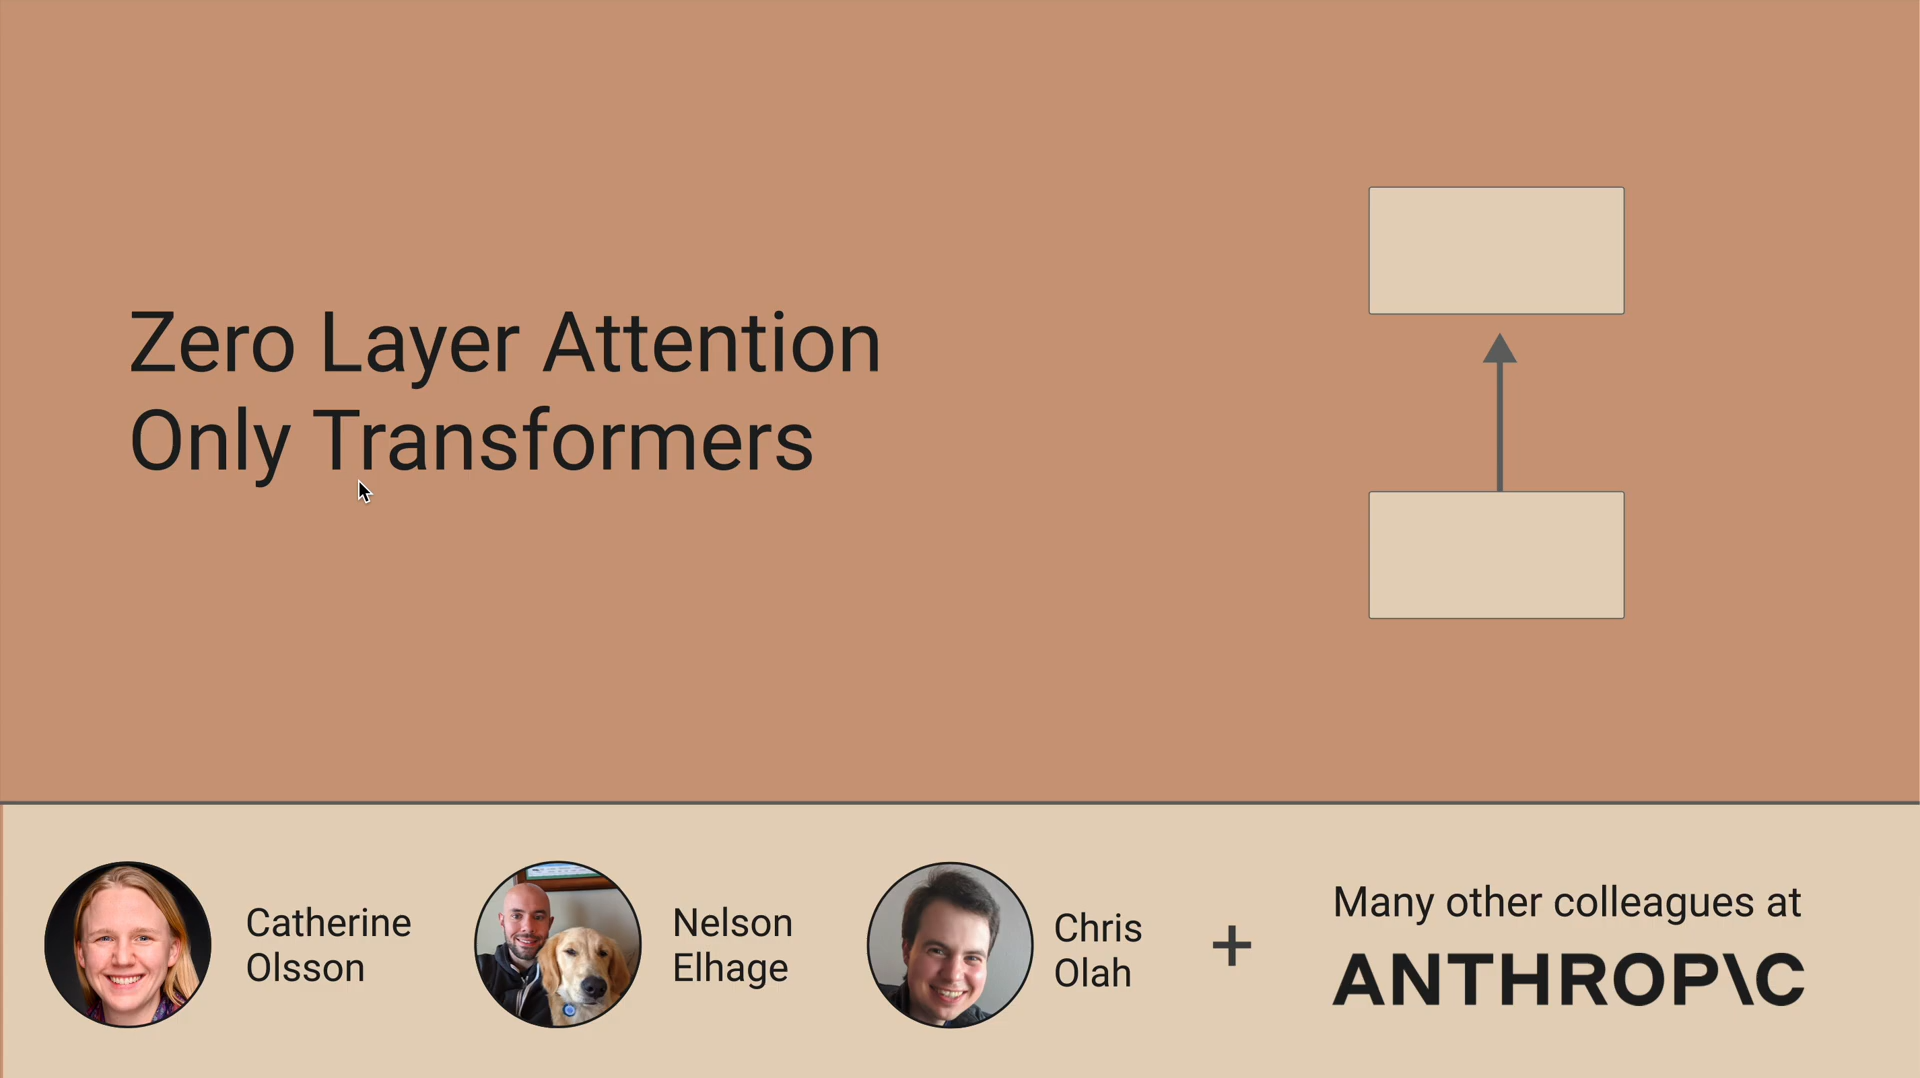 Zero Layer Attention
Only Transformers
Catherine
Olsson
Nelson
Elhage
Chris
Olah
+
Many other colleagues at
ANTHROP\C